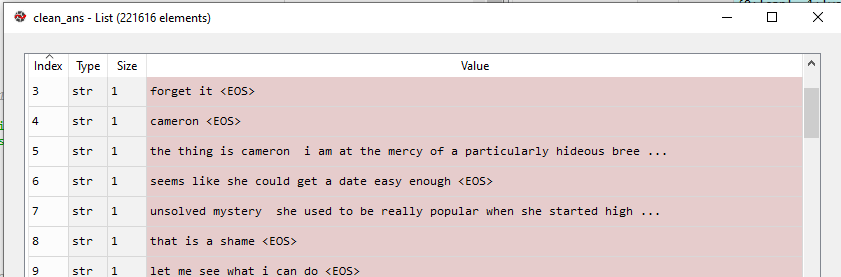 clean_ans - List (221616 elements)
Index Type Size Value
3 str 1 forget it <EOS>
4 str 1 cameron <EOS>
5 str 1 the thing is cameron  i am at the mercy of a particularly hideous bree ...
6 str 1 seems like she could get a date easy enough <EOS>
7 str 1 unsolved mystery  she used to be really popular when she started high ...
8 str 1 that is a shame <EOS>
9 str 1 let me see what i can do <EOS>